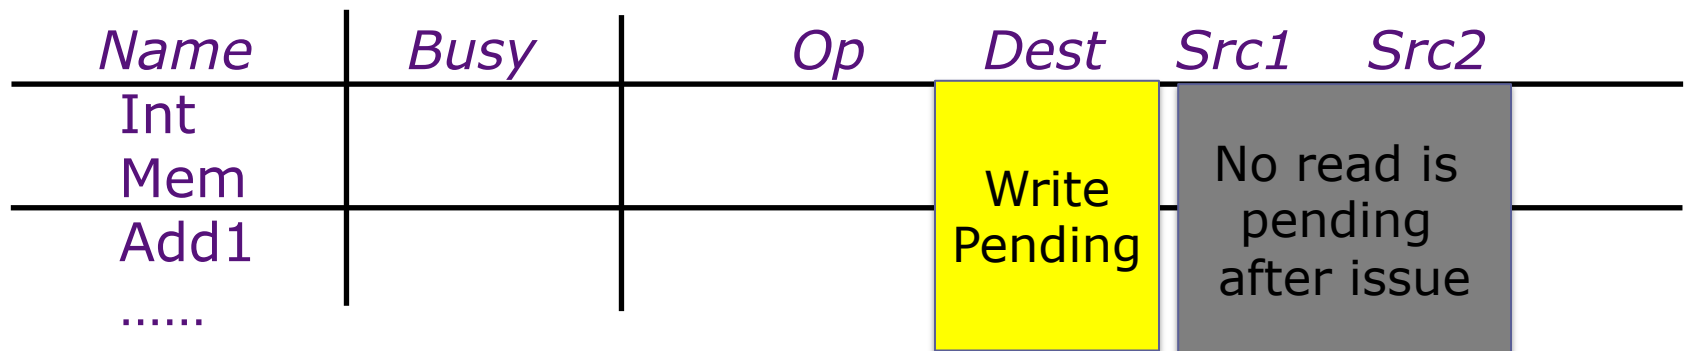 Name Busy Op Dest Src1 Src2
Int
Mem
Add1
......
Write
Pending
No read is
pending
after issue